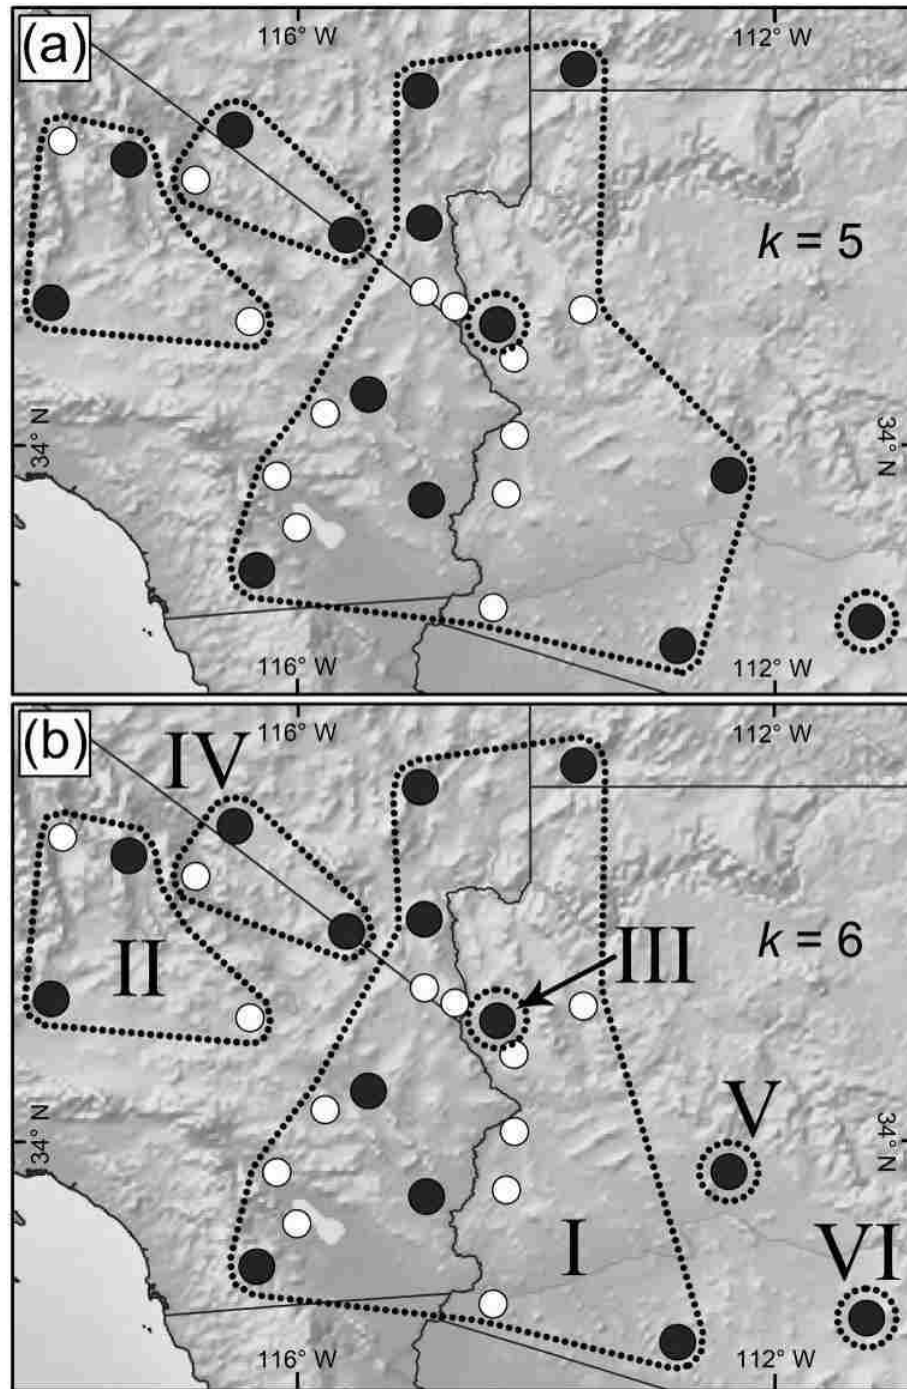 (a)
116° W
112° W
k = 5
34° N
34° N
116° W
112° W
(b)
116° W
112° W
IV
II
III
k = 6
34° N
34° N
V
I
VI
116° W
112° W